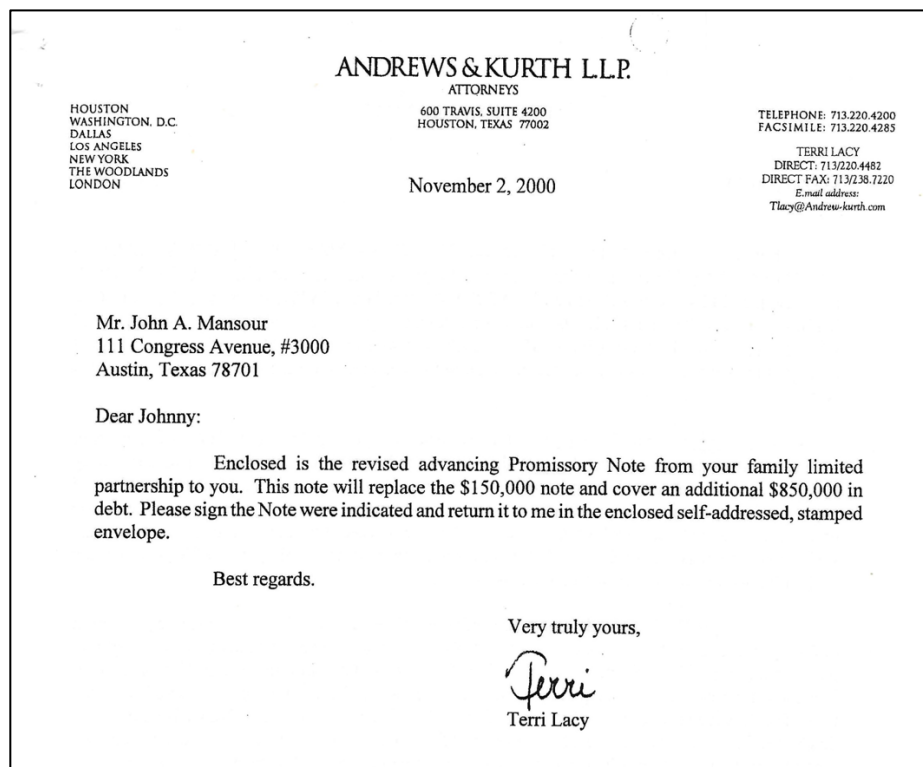 ANDREWS & KURTH L.L.P.
ATTORNEYS
600 TRAVIS, SUITE 4200
HOUSTON, TEXAS 77002
HOUSTON
WASHINGTON, D.C.
DALLAS
LOS ANGELES
NEW YORK
THE WOODLANDS
LONDON
TELEPHONE: 713.220.4200
FACSIMILE: 713.220.4285
TERRI LACY
DIRECT: 713/220.4482
DIRECT FAX: 713/238.7220
E.mail address:
Tlacy@Andrew-kurth.com
November 2, 2000
Mr. John A. Mansour
111 Congress Avenue, #3000
Austin, Texas 78701
Dear Johnny:
Enclosed is the revised advancing Promissory Note from your family limited
partnership to you. This note will replace the $150,000 note and cover an additional $850,000 in
debt. Please sign the Note were indicated and return it to me in the enclosed self-addressed, stamped
envelope.
Best regards.
Very truly yours,
Terri
Terri Lacy